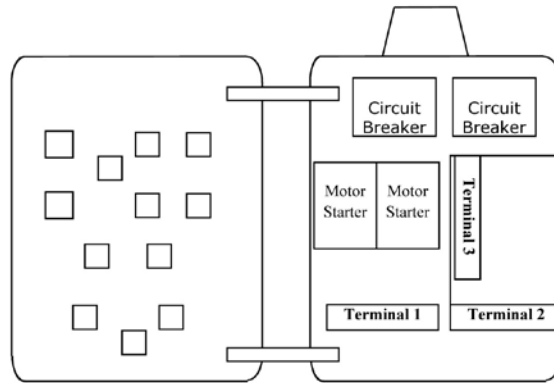 Circuit
Breaker
Circuit
Breaker
Motor
Starter
Motor
Starter
Terminal 3
Terminal 1
Terminal 2